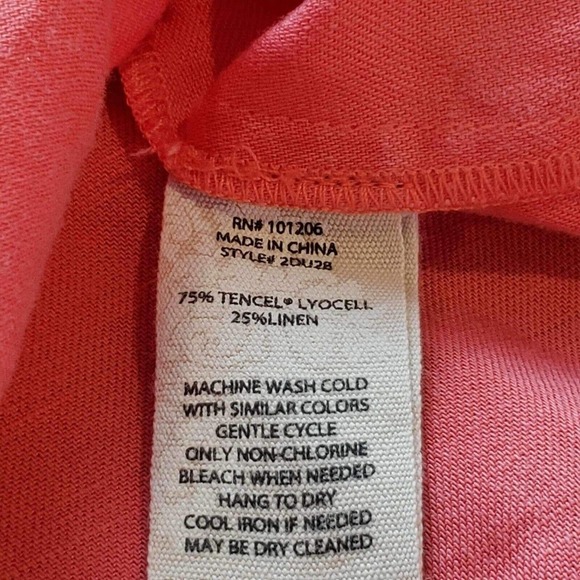 RN# 101206
MADE IN CHINA
STYLE# 2DU28
75% TENCEL® LYOCELL
25%LINEN
MACHINE WASH COLD
WITH SIMILAR COLORS
GENTLE CYCLE
ONLY NON-CHLORINE
BLEACH WHEN NEEDED
HANG TO DRY
COOL IRON IF NEEDED
MAY BE DRY CLEANED